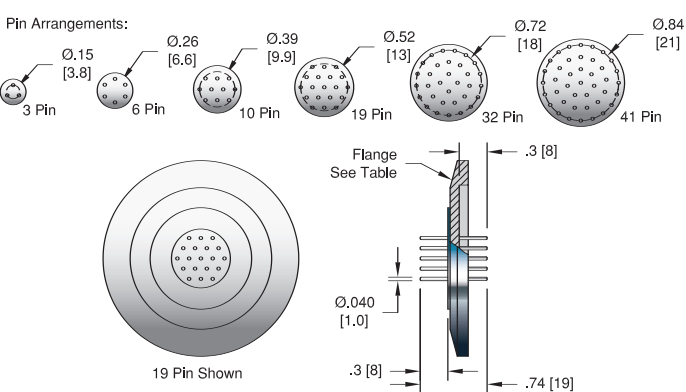 Pin Arrangements:
Ø.15
[3.8]
3 Pin
Ø.26
[6.6]
6 Pin
Ø.39
[9.9]
10 Pin
Ø.52
[13]
19 Pin
Ø.72
[18]
32 Pin
Ø.84
[21]
41 Pin
Flange
See Table
.3 [8]
Ø.040
[1.0]
.3 [8]
.74 [19]
19 Pin Shown